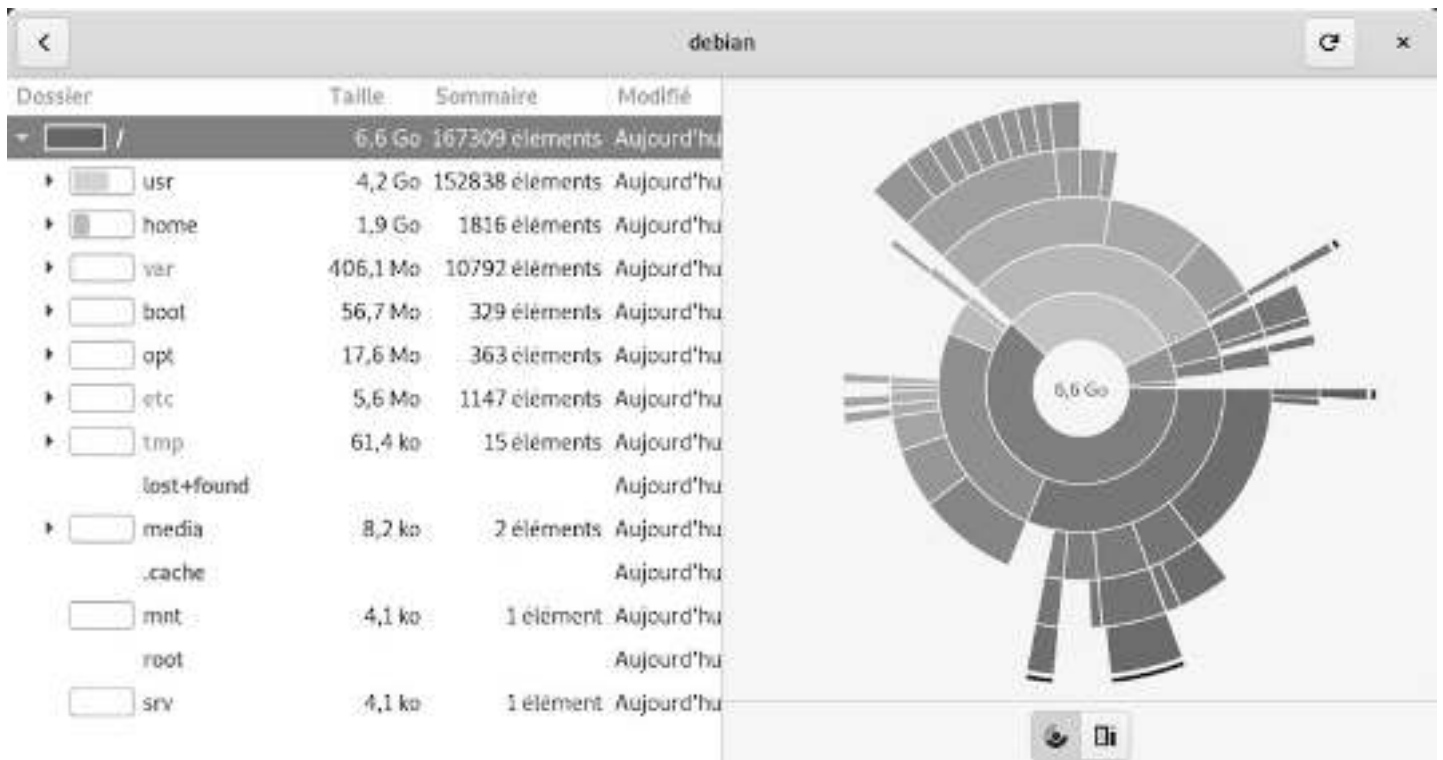 debian
Dossier Taille Sommaire Modifié
/ 6,6 Go 167309 éléments Aujourd'hu
usr 4,2 Go 152838 éléments Aujourd'hu
home 1,9 Go 1816 éléments Aujourd'hu
var 406,1 Mo 10792 éléments Aujourd'hu
boot 56,7 Mo 329 éléments Aujourd'hu
opt 17,6 Mo 363 éléments Aujourd'hu
etc 5,6 Mo 1147 éléments Aujourd'hu
tmp 61,4 ko 15 éléments Aujourd'hu
lost+found Aujourd'hu
media 8,2 ko 2 éléments Aujourd'hu
.cache Aujourd'hu
mnt 4,1 ko 1 élément Aujourd'hu
root Aujourd'hu
srv 4,1 ko 1 élément Aujourd'hu
6,6 Go